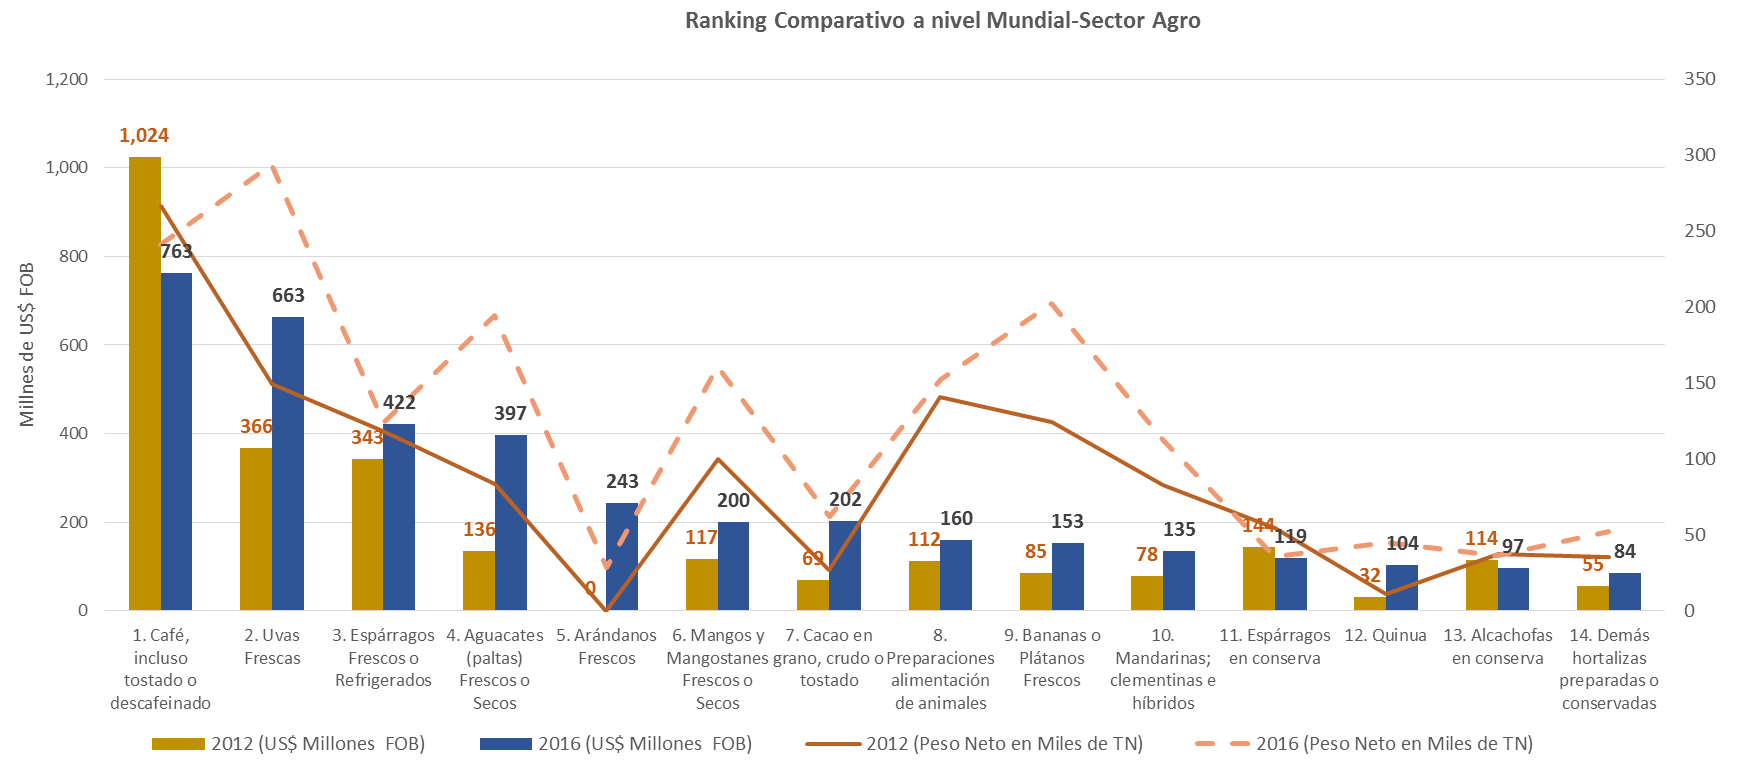 Ranking Comparativo a nivel Mundial-Sector Agro
Millnes de US$ FOB
1,200
1,000
800
600
400
200
0
350
300
250
200
150
100
50
0
1,024
763
366
663
343
422
136
397
0
243
117
200
69
202
112
160
85
153
78
135
144
119
32
104
114
97
55
84
1. Café,
incluso
tostado o
descafeinado
2. Uvas
Frescas
3. Espárragos
Frescos o
Refrigerados
4. Aguacates
(paltas)
Frescos o
Secos
5. Arándanos
Frescos
6. Mangos y
Mangostanes
Frescos o
Secos
7. Cacao en
grano, crudo o
tostado
8.
Preparaciones
alimentación
de animales
9. Bananas o
Plátanos
Frescos
10.
Mandarinas;
clementinas e
híbridos
11. Espárragos
en conserva
12. Quinua
13. Alcachofas
en conserva
14. Demás
hortalizas
preparadas o
conservadas
2012 (US$ Millones FOB)
2016 (US$ Millones FOB)
2012 (Peso Neto en Miles de TN)
2016 (Peso Neto en Miles de TN)